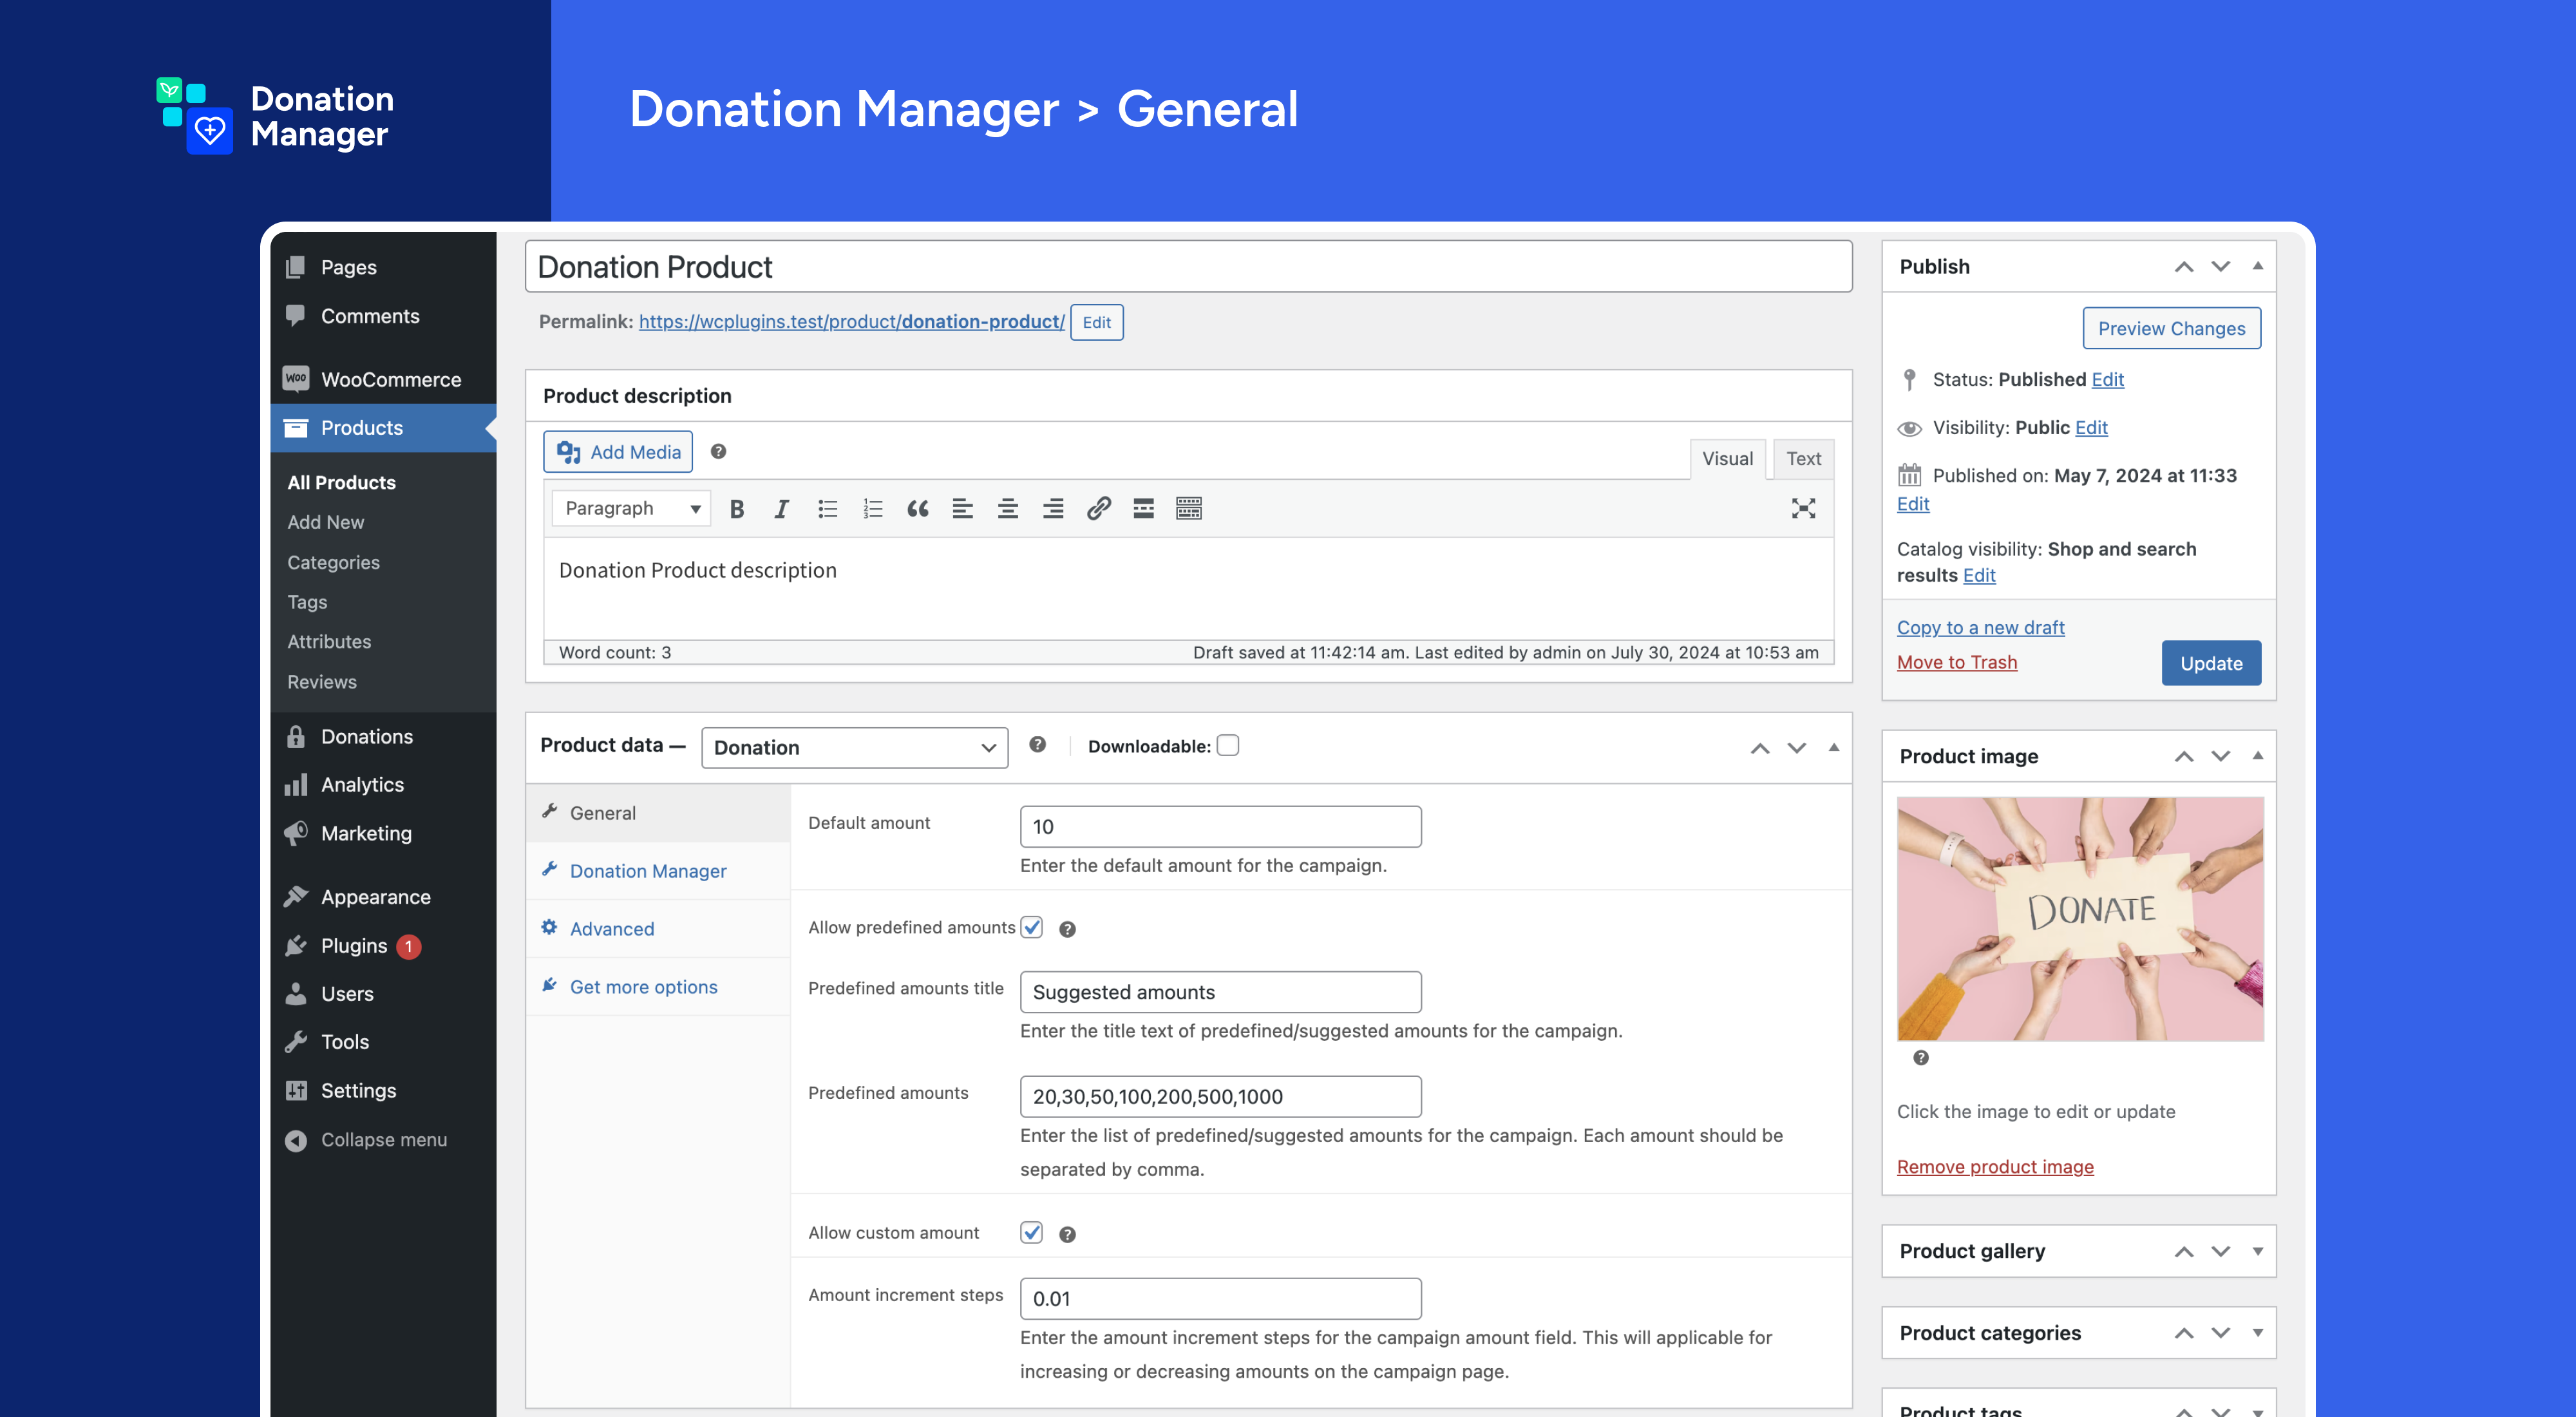 Donation
Manager
Donation Manager > General
Pages
Comments
Woo WooCommerce
Products
All Products
Add New
Categories
Tags
Attributes
Reviews
Donations
Analytics
Marketing
Appearance
Plugins 1
Users
Tools
Settings
Collapse menu
Donation Product
Permalink: https://wcplugins.test/product/donation-product/ Edit
Product description
Add Media
Visual Text
Paragraph
Donation Product description
Word count: 3 Draft saved at 11:42:14 am. Last edited by admin on July 30, 2024 at 10:53 am
Product data — Donation Downloadable:
General
Donation Manager
Advanced
Get more options
Default amount 10
Enter the default amount for the campaign.
Allow predefined amounts
Predefined amounts title Suggested amounts
Enter the title text of predefined/suggested amounts for the campaign.
Predefined amounts 20,30,50,100,200,500,1000
Enter the list of predefined/suggested amounts for the campaign. Each amount should be
separated by comma.
Allow custom amount
Amount increment steps 0.01
Enter the amount increment steps for the campaign amount field. This will applicable for
increasing or decreasing amounts on the campaign page.
Publish
Preview Changes
Status: Published Edit
Visibility: Public Edit
Published on: May 7, 2024 at 11:33
Edit
Catalog visibility: Shop and search
results Edit
Copy to a new draft
Move to Trash
Update
Product image
DONATE
Click the image to edit or update
Remove product image
Product gallery
Product categories
Product tags